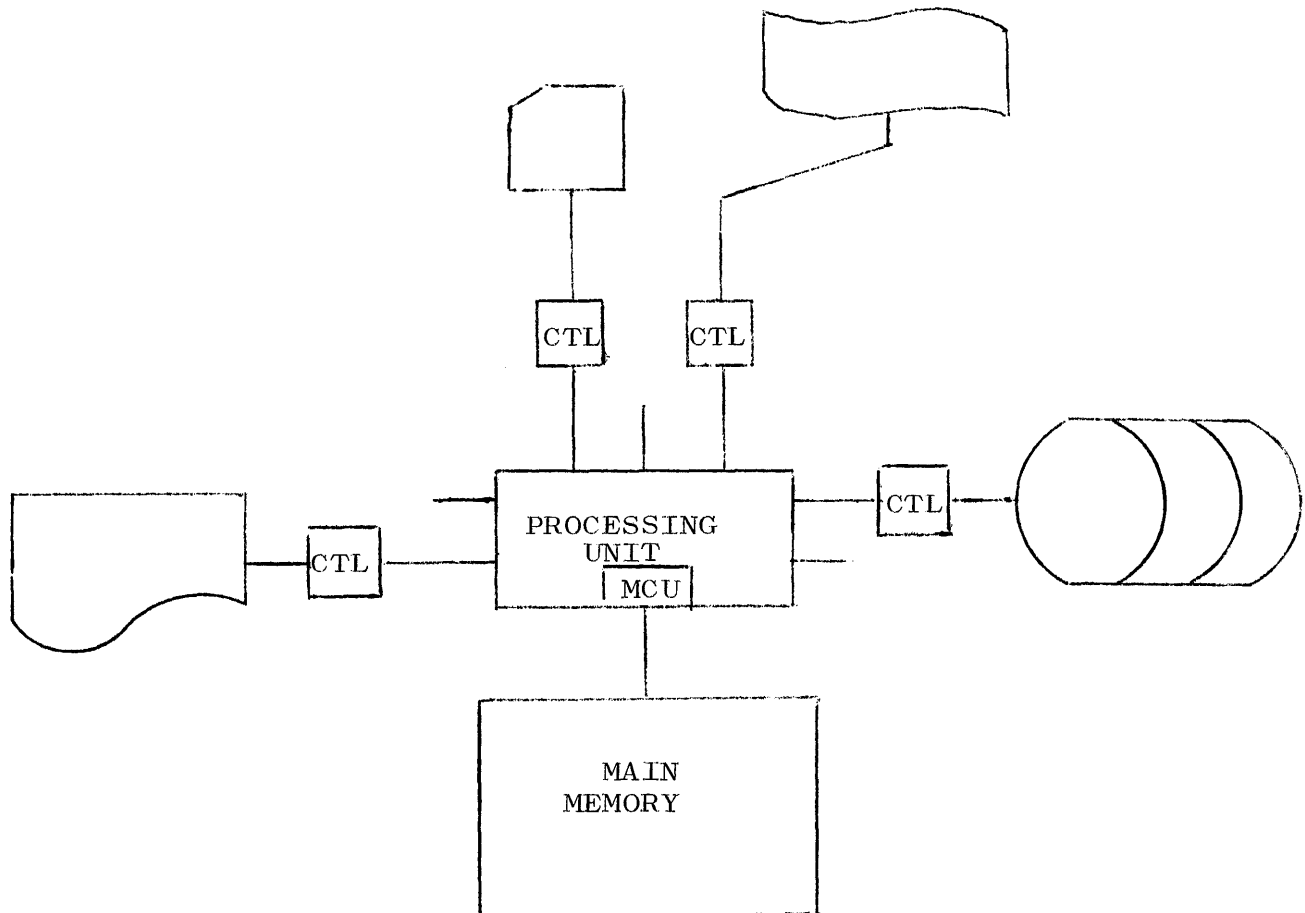 CTL
CTL
CTL
PROCESSING
UNIT
CTL
MCU
MAIN
MEMORY